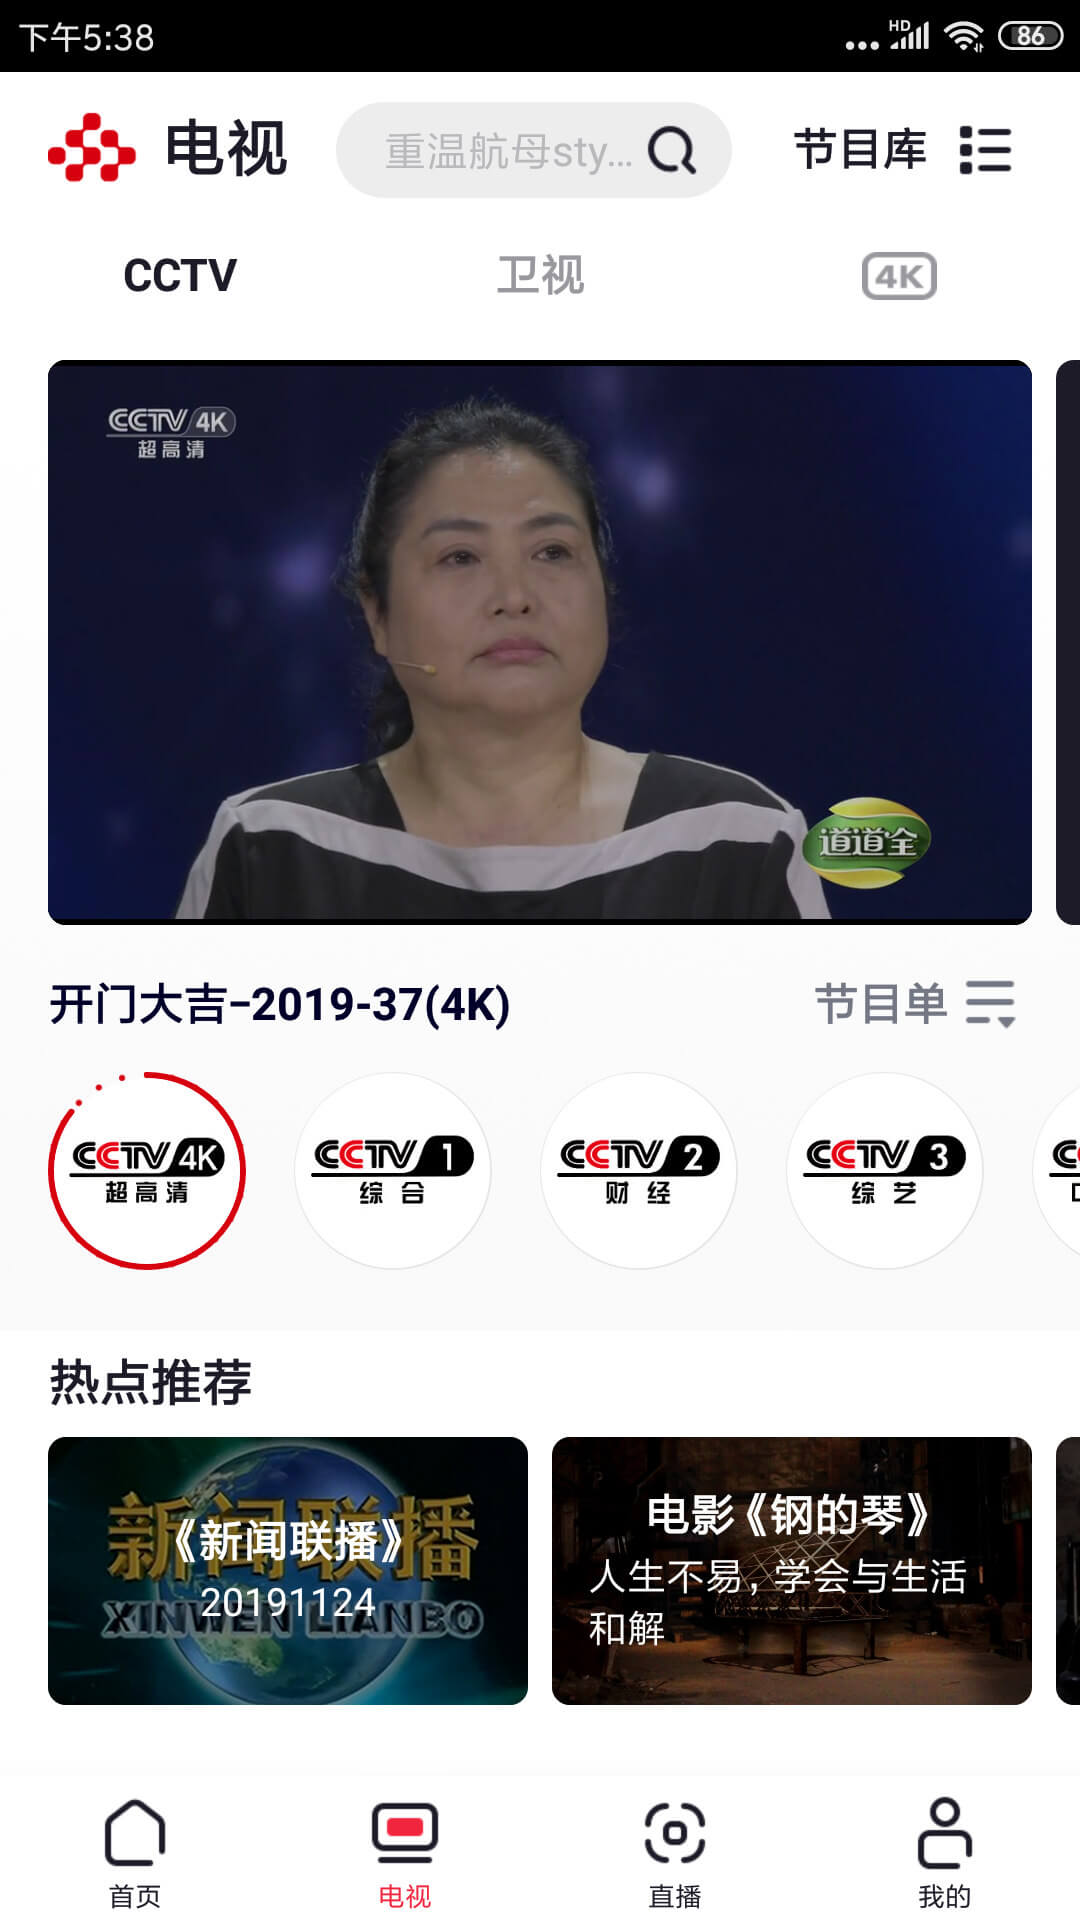 下午5:38
HD
86
电视
重温航母sty...
节目库
CCTV
卫视
4K
CCTV 4K
超高清
道道全
开门大吉-2019-37(4K)
节目单
CCTV 4K
超高清
CCTV 1
综合
CCTV 2
财经
CCTV 3
综艺
热点推荐
新闻联播
《新闻联播》
20191124
XINWEN LIANBO
电影《钢的琴》
人生不易，学会与生活
和解
首页
电视
直播
我的